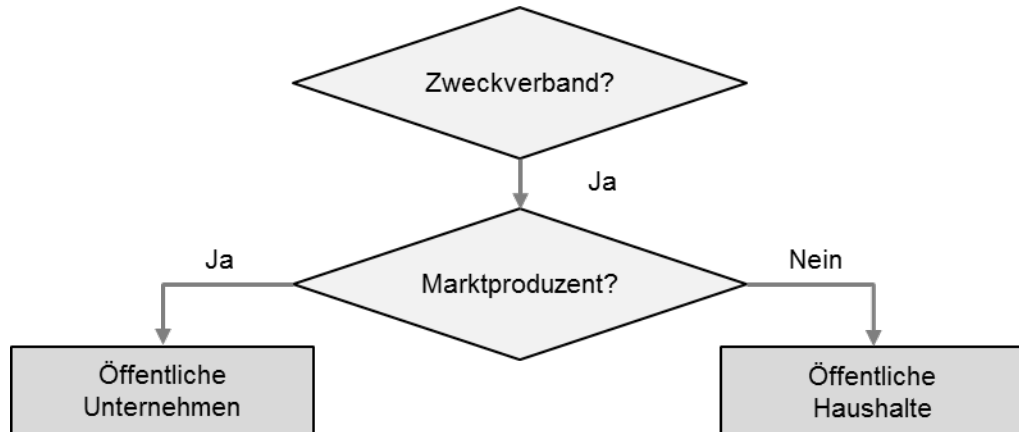 Zweckverband?
Ja
Ja
Marktproduzent?
Nein
Öffentliche
Unternehmen
Öffentliche
Haushalte